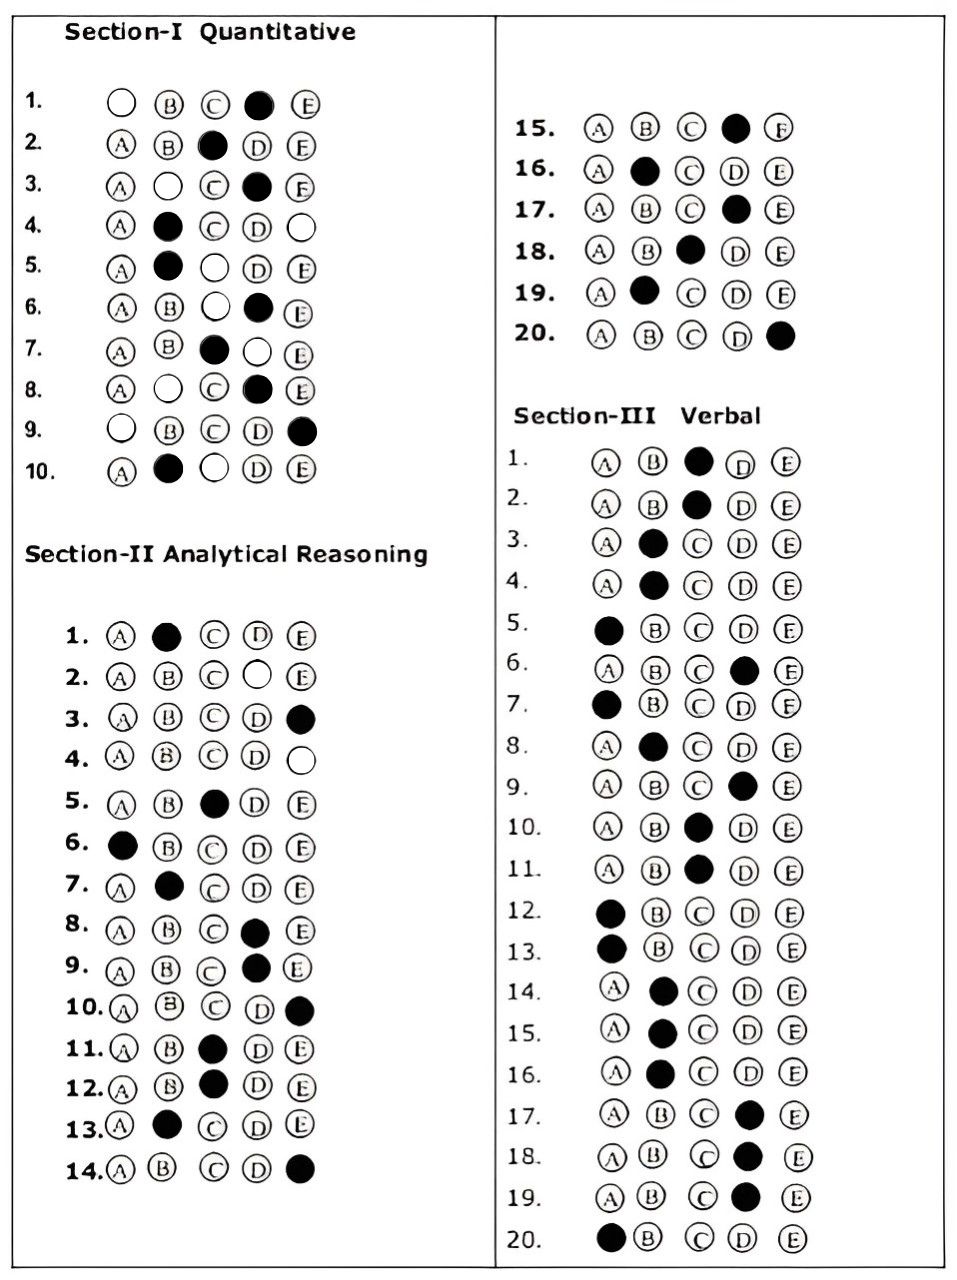 Section-I Quantitative
1. B C E
2. A B D E
3. A C E
4. A C D
5. A D E
6. A B E
7. A B E
8. A C E
9. B C D
10. A D E
Section-II Analytical Reasoning
1. A C D E
2. A B C E
3. A B C D
4. A B C D
5. A B D E
6. B C D E
7. A C D E
8. A B C E
9. A B C E
10. A B C D
11. A B D E
12. A B D E
13. A C D E
14. A B C D
15. A B C F
16. A C D E
17. A B C E
18. A B D E
19. A C D E
20. A B C D
Section-III Verbal
1. A B D E
2. A B D E
3. A C D E
4. A C D E
5. B C D E
6. A B C E
7. B C D F
8. A C D E
9. A B C E
10. A B D E
11. A B D E
12. B C D E
13. B C D E
14. A C D E
15. A C D E
16. A C D E
17. A B C E
18. A B C E
19. A B C E
20. B C D E